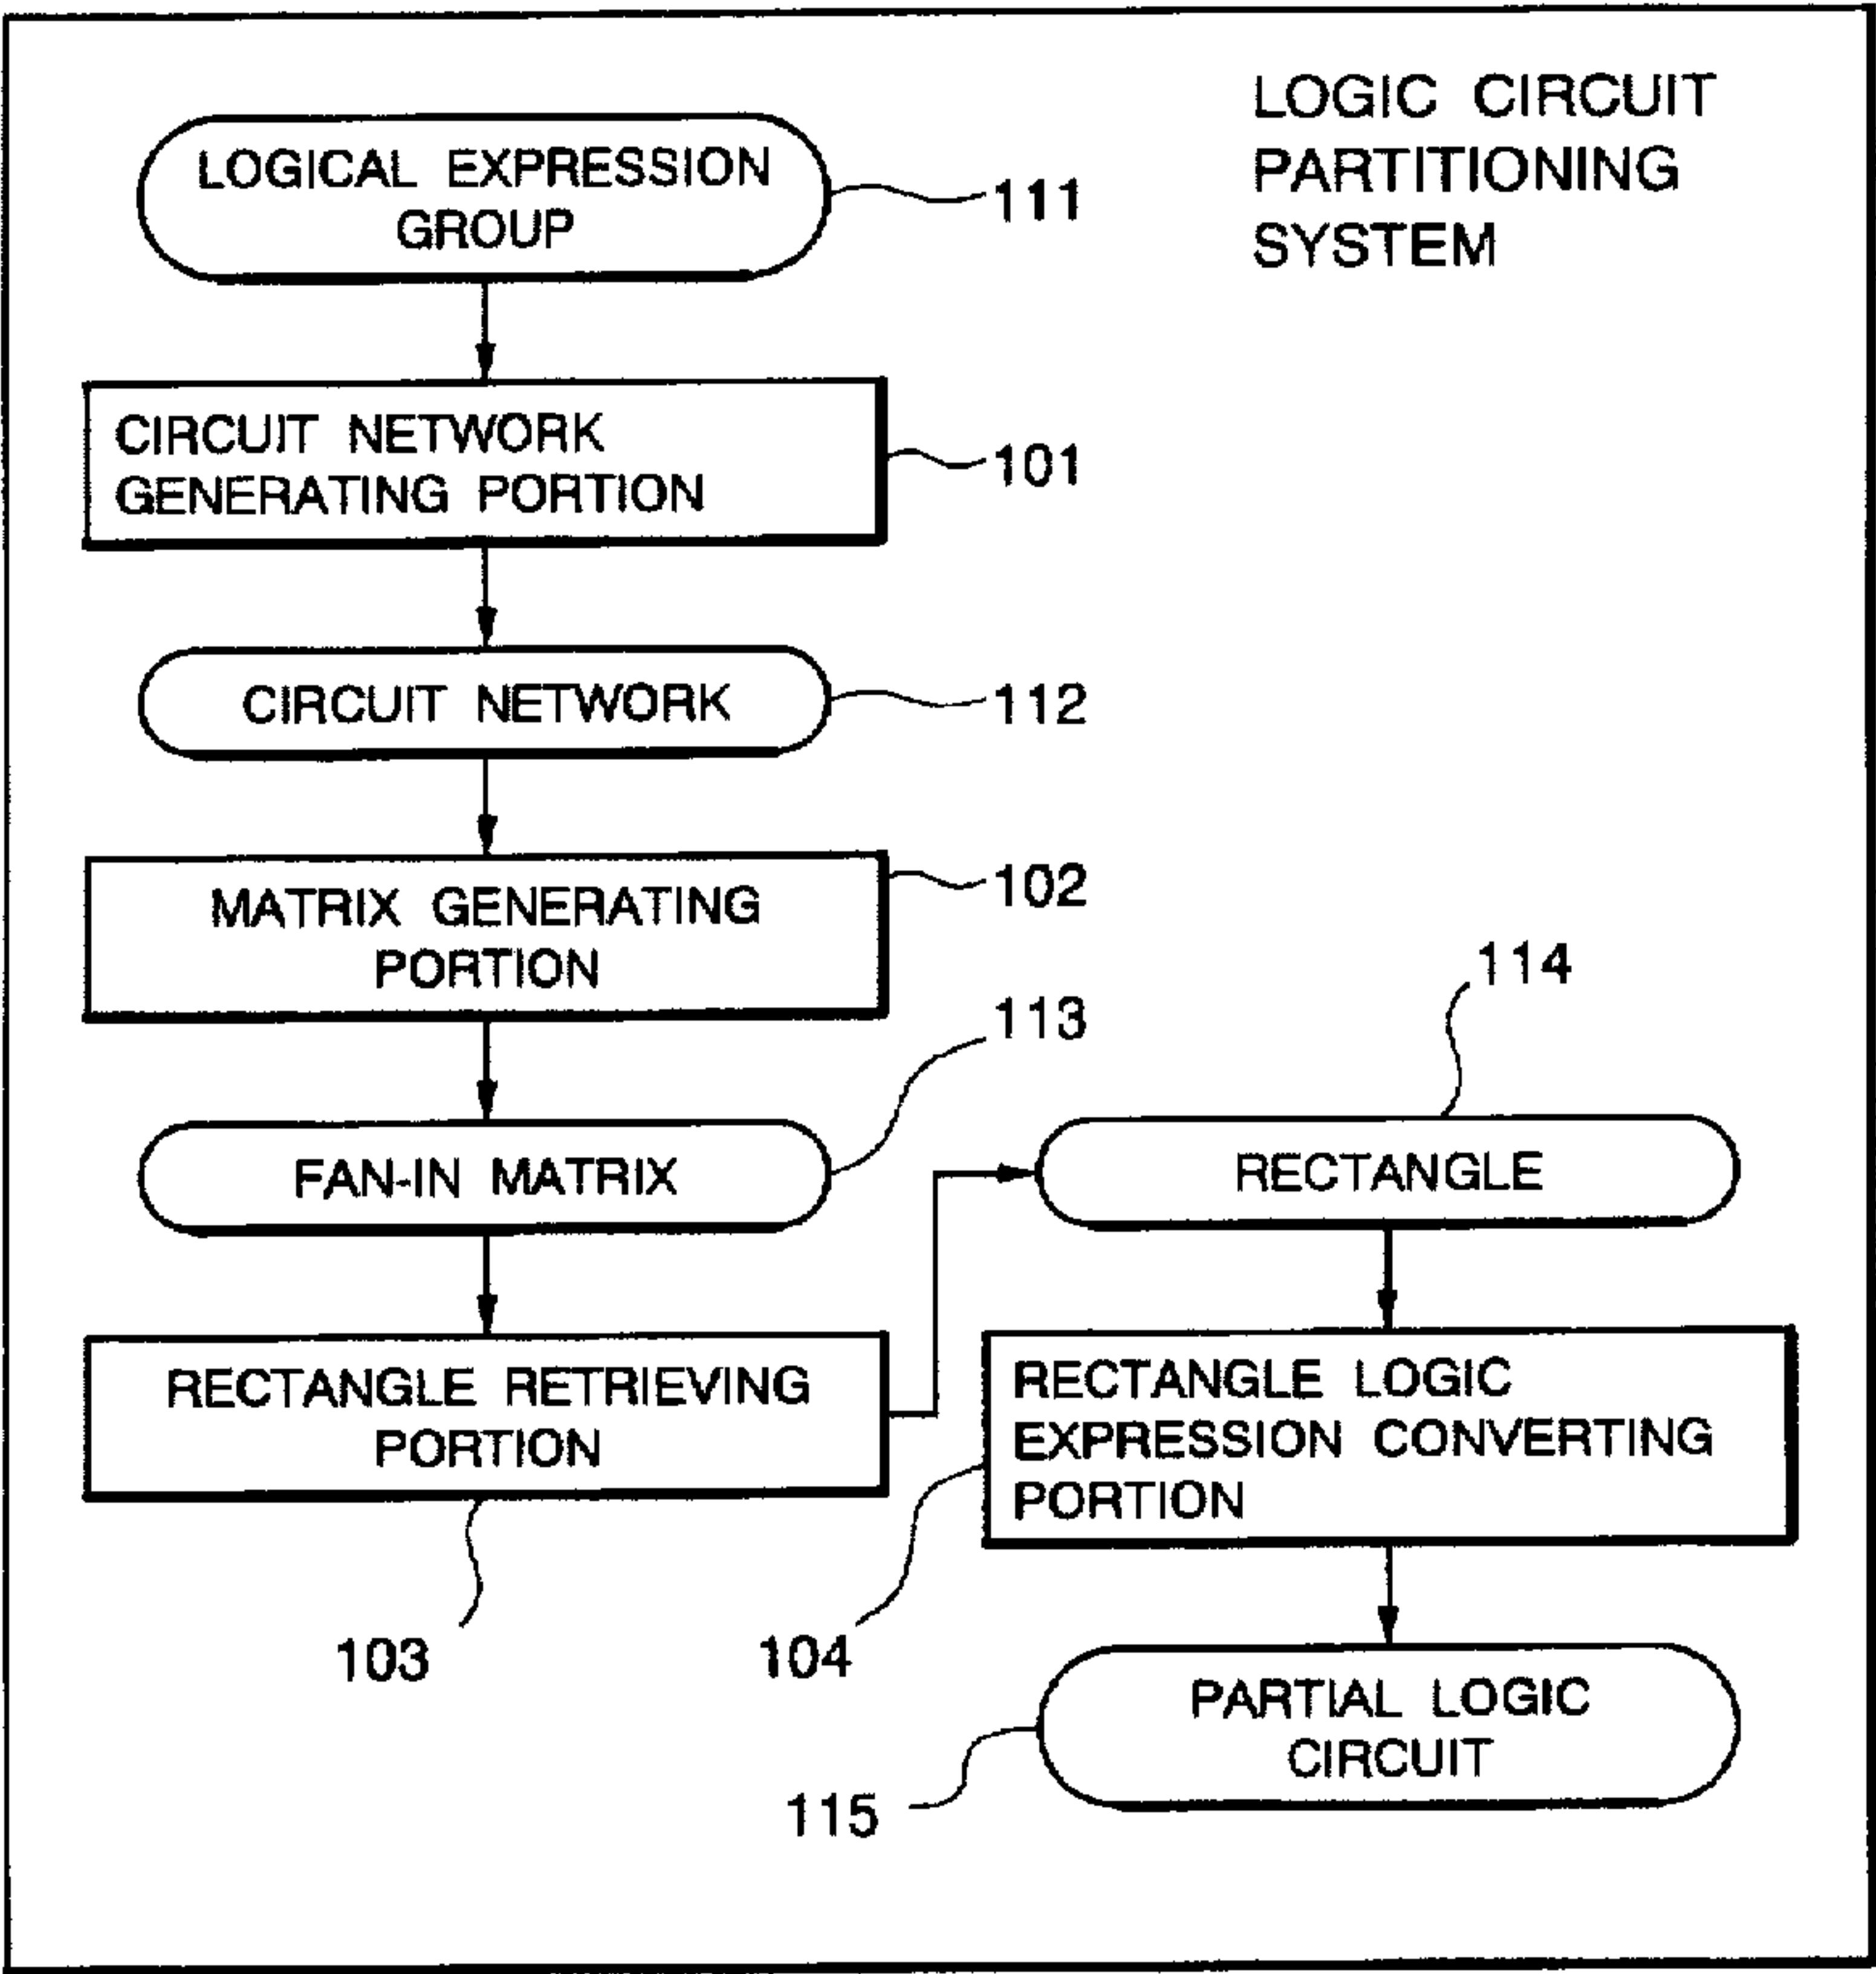 LOGIC CIRCUIT
PARTITIONING
SYSTEM
LOGICAL EXPRESSION
GROUP
111
CIRCUIT NETWORK
GENERATING PORTION
101
CIRCUIT NETWORK
112
MATRIX GENERATING
PORTION
102
FAN-IN MATRIX
113
RECTANGLE RETRIEVING
PORTION
103
114
RECTANGLE
RECTANGLE LOGIC
EXPRESSION CONVERTING
PORTION
104
PARTIAL LOGIC
CIRCUIT
115